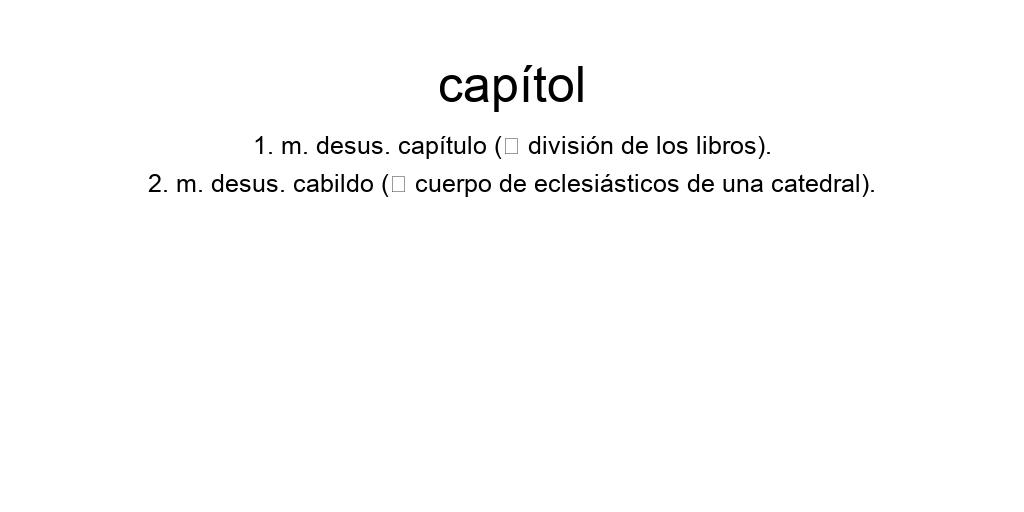 capítol
1. m. desus. capítulo (□ división de los libros).
2. m. desus. cabildo (□ cuerpo de eclesiásticos de una catedral).